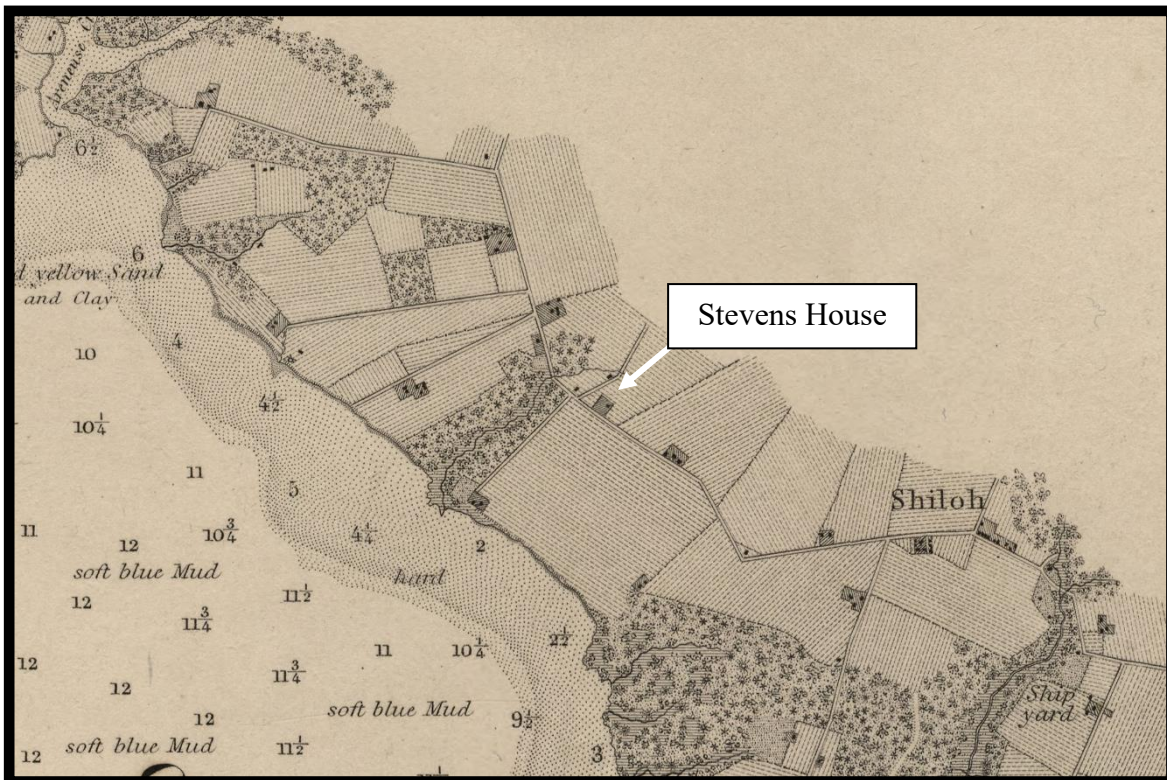 6½
6
d yellow Sand
and Clay
Stevens House
10
4
4½
10¼
11
5
Shiloh
11
12
10¾
4¼
2
soft blue Mud
hard
12
11½
11¾
2½
11
10¼
12
11¾
12
Ship
yard
soft blue Mud
12
9½
soft blue Mud
12
11½
3